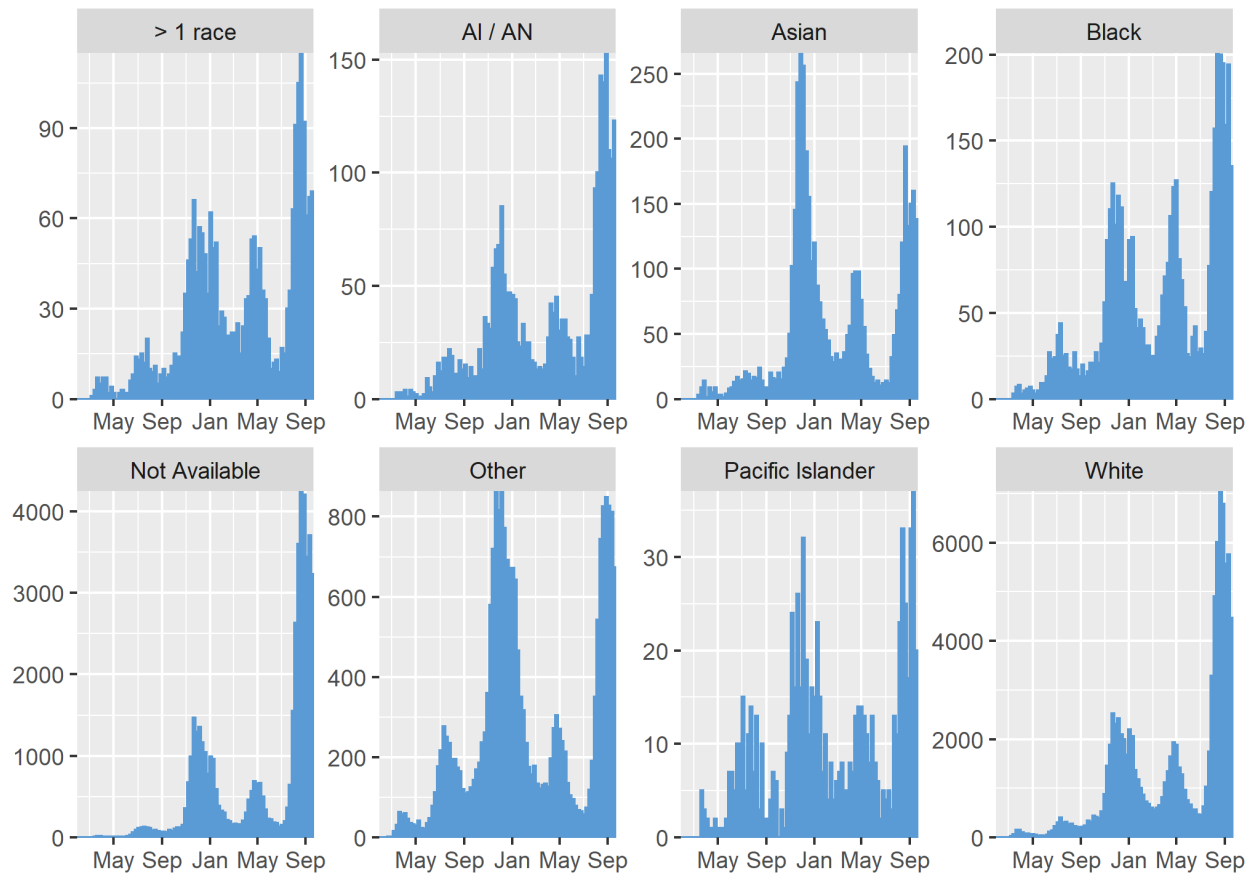 > 1 race
AI / AN
Asian
Black
90
60
30
0
150
100
50
0
250
200
150
100
50
0
200
150
100
50
0
May Sep Jan May Sep
May Sep Jan May Sep
May Sep Jan May Sep
May Sep Jan May Sep
Not Available
Other
Pacific Islander
White
4000
3000
2000
1000
0
800
600
400
200
0
30
20
10
0
6000
4000
2000
0
May Sep Jan May Sep
May Sep Jan May Sep
May Sep Jan May Sep
May Sep Jan May Sep